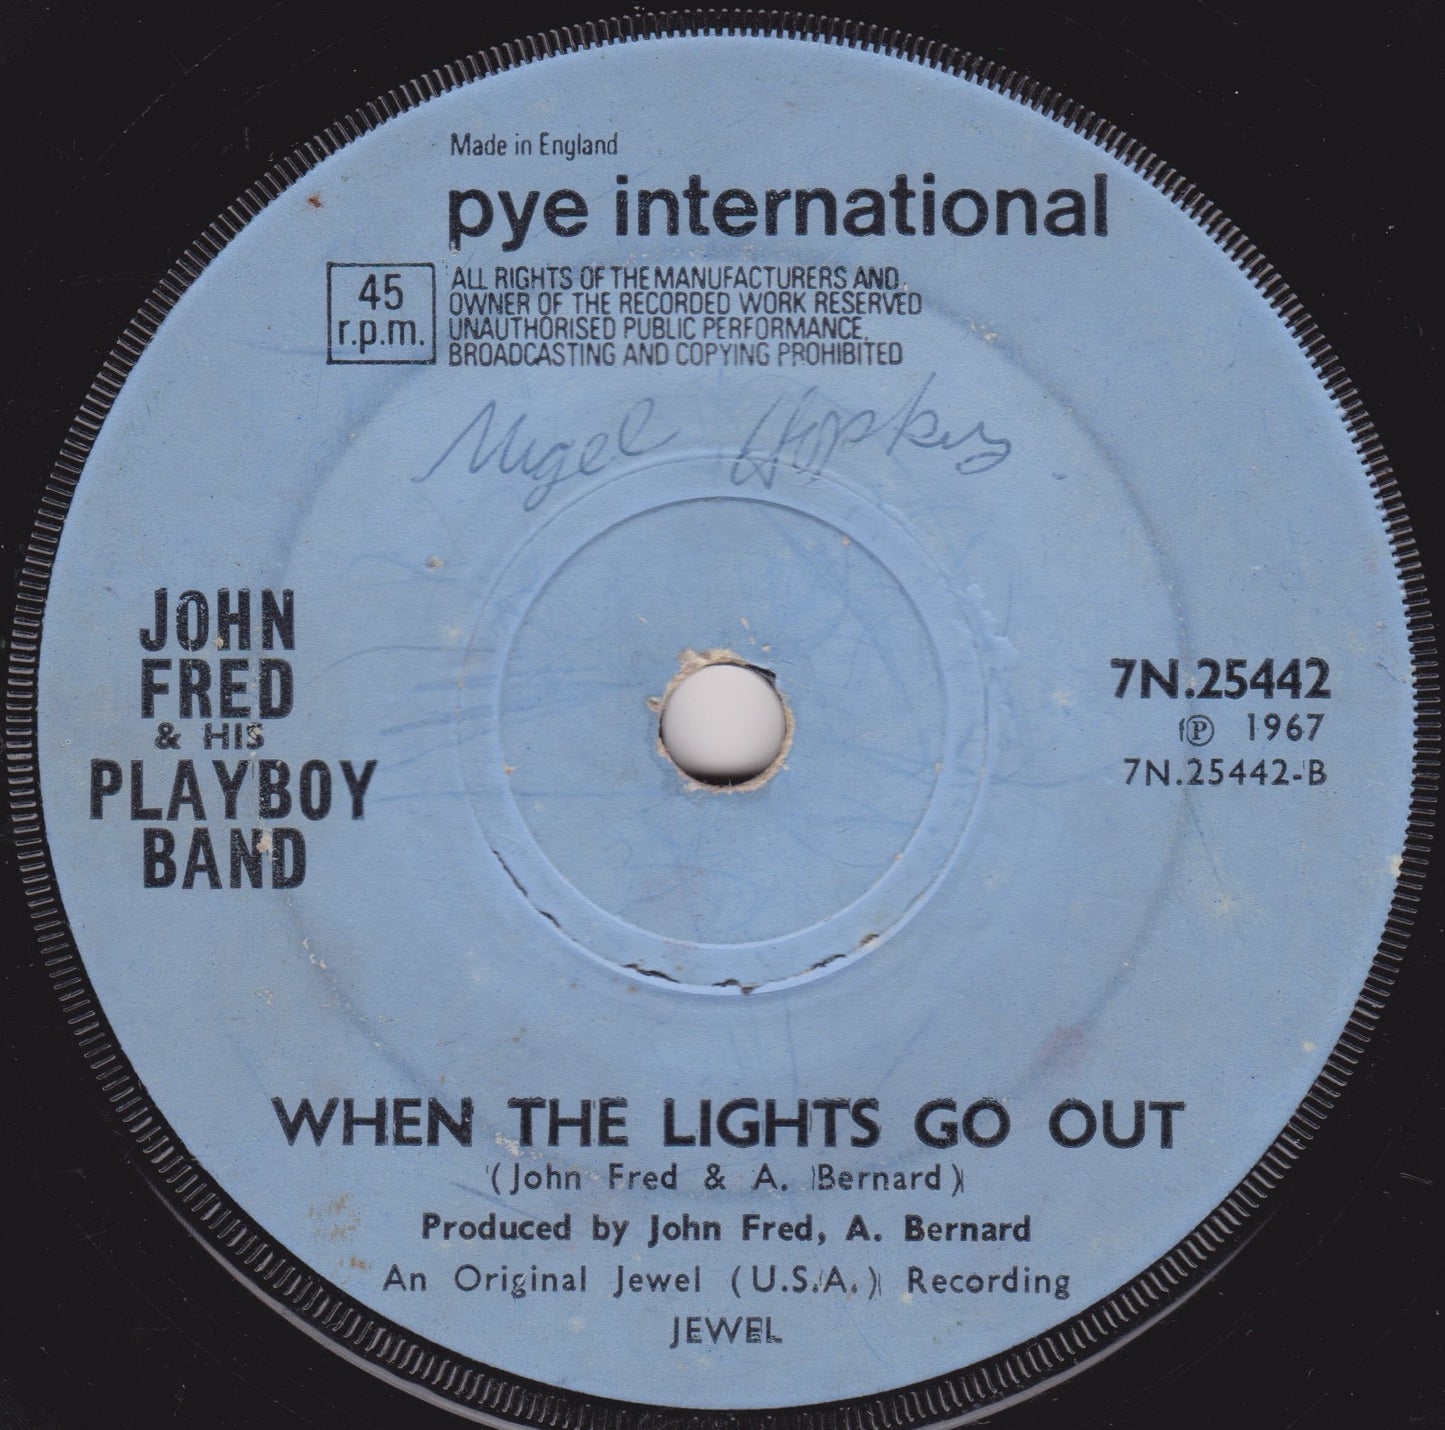 Made in England
pye international
45
r.p.m.
ALL RIGHTS OF THE MANUFACTURERS AND
OWNER OF THE RECORDED WORK RESERVED
UNAUTHORISED PUBLIC PERFORMANCE,
BROADCASTING AND COPYING PROHIBITED
Nigel
JOHN
FRED
& HIS
PLAYBOY
BAND
7N.25442
℗ 1967
7N.25442-B
WHEN THE LIGHTS GO OUT
(John Fred & A. Bernard)
Produced by John Fred, A. Bernard
An Original Jewel (U.S.A.) Recording
JEWEL